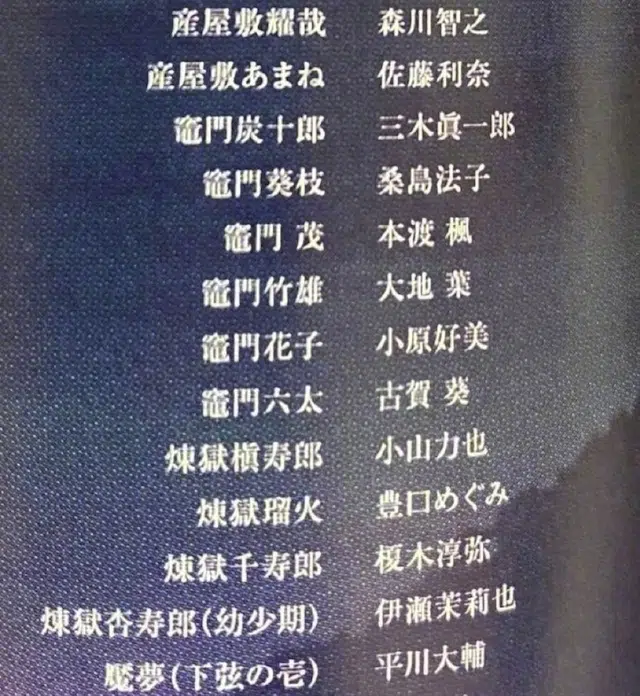 産屋敷耀哉 森川智之
産屋敷あまね 佐藤利奈
竈門炭十郎 三木眞一郎
竈門葵枝 桑島法子
竈門 茂 本渡 楓
竈門竹雄 大地 葉
竈門花子 小原好美
竈門六太 古賀 葵
煉獄槇寿郎 小山力也
煉獄瑠火 豊口めぐみ
煉獄千寿郎 榎木淳弥
煉獄杏寿郎(幼少期) 伊瀬茉莉也
魘夢(下弦の壱) 平川大輔